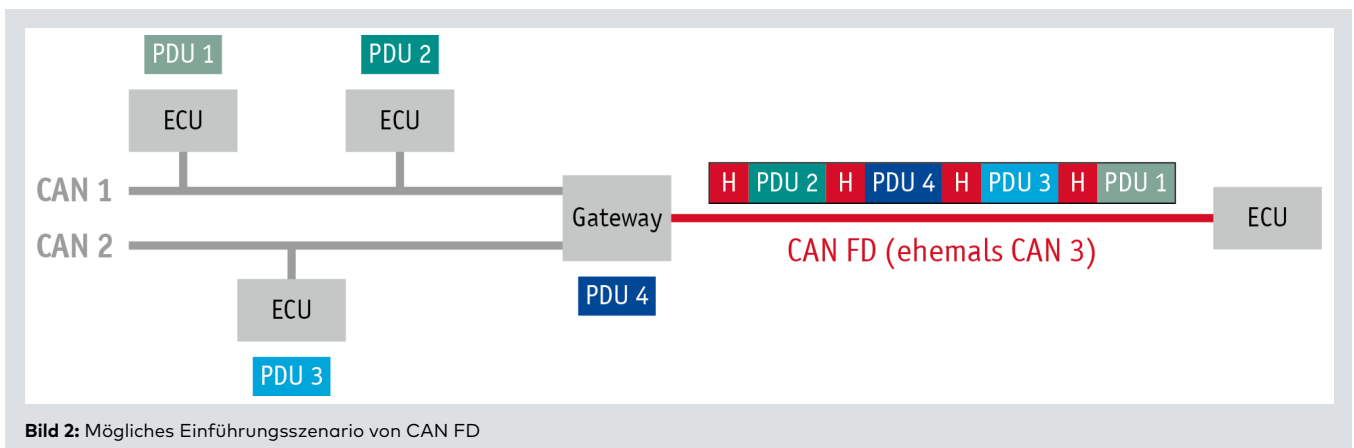 PDU 1
PDU 2
ECU
ECU
CAN 1
H PDU 2 H PDU 4 H PDU 3 H PDU 1
Gateway
ECU
CAN 2
CAN FD (ehemals CAN 3)
ECU
PDU 4
PDU 3
Bild 2: Mögliches Einführungsszenario von CAN FD